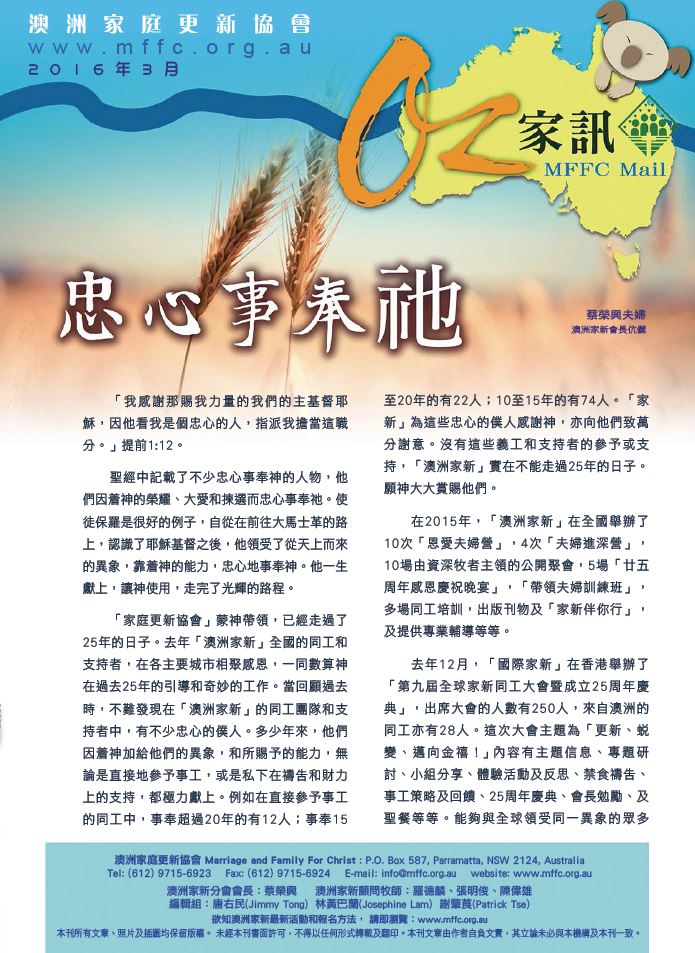 澳洲家庭更新協會
www.mffc.org.au
2016年3月
Oz
家訊
MFFC Mail
忠心事奉祂
蔡榮興夫婦
澳洲家新會長伉儷
「我感謝那賜我力量的我們的主基督耶
穌，因他看我是個忠心的人，指派我擔當這職
分。」提前1:12。
聖經中記載了不少忠心事奉神的人物，他
們因着神的榮耀、大愛和揀選而忠心事奉祂。使
徒保羅是很好的例子，自從在前往大馬士革的路
上，認識了耶穌基督之後，他領受了從天上而來
的異象，靠着神的能力，忠心地事奉神。他一生
獻上，讓神使用，走完了光輝的路程。
「家庭更新協會」蒙神帶領，已經走過了
25年的日子。去年「澳洲家新」全國的同工和
支持者，在各主要城市相聚感恩，一同數算神
在過去25年的引導和奇妙的工作。當回顧過去
時，不難發現在「澳洲家新」的同工團隊和支
持者中，有不少忠心的僕人。多少年來，他們
因着神加給他們的異象，和所賜予的能力，無
論是直接地參予事工，或是私下在禱告和財力
上的支持，都極力獻上。例如在直接參予事工
的同工中，事奉超過20年的有12人；事奉15
至20年的有22人；10至15年的有74人。「家
新」為這些忠心的僕人感謝神，亦向他們致萬
分謝意。沒有這些義工和支持者的參予或支
持，「澳洲家新」實在不能走過25年的日子。
願神大大賞賜他們。
在2015年，「澳洲家新」在全國舉辦了
10次「恩愛夫婦營」，4次「夫婦進深營」，
10場由資深牧者主領的公開聚會，5場「廿五
周年感恩慶祝晚宴」，「帶領夫婦訓練班」，
多場同工培訓，出版刊物及「家新伴你行」，
及提供專業輔導等等。
去年12月，「國際家新」在香港舉辦了
「第九屆全球家新同工大會暨成立25周年慶
典」，出席大會的人數有250人，來自澳洲的
同工亦有28人。這次大會主題為「更新、蛻
變、邁向金禧！」內容有主題信息、專題研
討、小組分享、體驗活動及反思、禁食禱告、
事工策略及回饋、25周年慶典、會長勉勵、及
聖餐等等。能夠與全球領受同一異象的眾多
澳洲家庭更新協會 Marriage and Family For Christ : P.O. Box 587, Parramatta, NSW 2124, Australia
Tel: (612) 9715-6923 Fax: (612) 9715-6924 E-mail: info@mffc.org.au website: www.mffc.org.au
澳洲家新分會會長：蔡榮興 澳洲家新顧問牧師：羅德麟、張明俊、陳偉雄
編輯組：唐右民(Jimmy Tong) 林黃巴蘭(Josephine Lam) 謝肇萬(Patrick Tse)
欲知澳洲家新最新活動和報名方法， 請即瀏覽：www.mffc.org.au
本刊所有文章、照片及插圖均保留版權。 未經本刊書面許可，不得以任何形式轉載及翻印。本刊文章由作者自負文責，其立論未必與本機構及本刊一致。